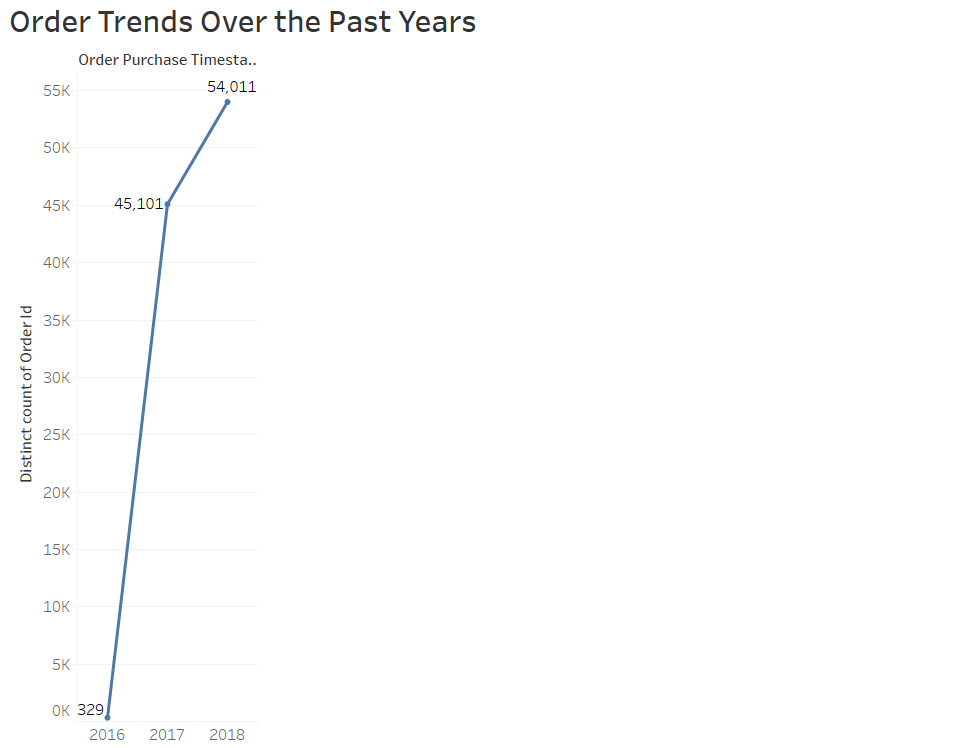 Order Trends Over the Past Years
Order Purchase Timesta..
54,011
55K
50K
45,101
45K
40K
35K
30K
25K
20K
15K
10K
5K
329
0K
Distinct count of Order Id
2016 2017 2018